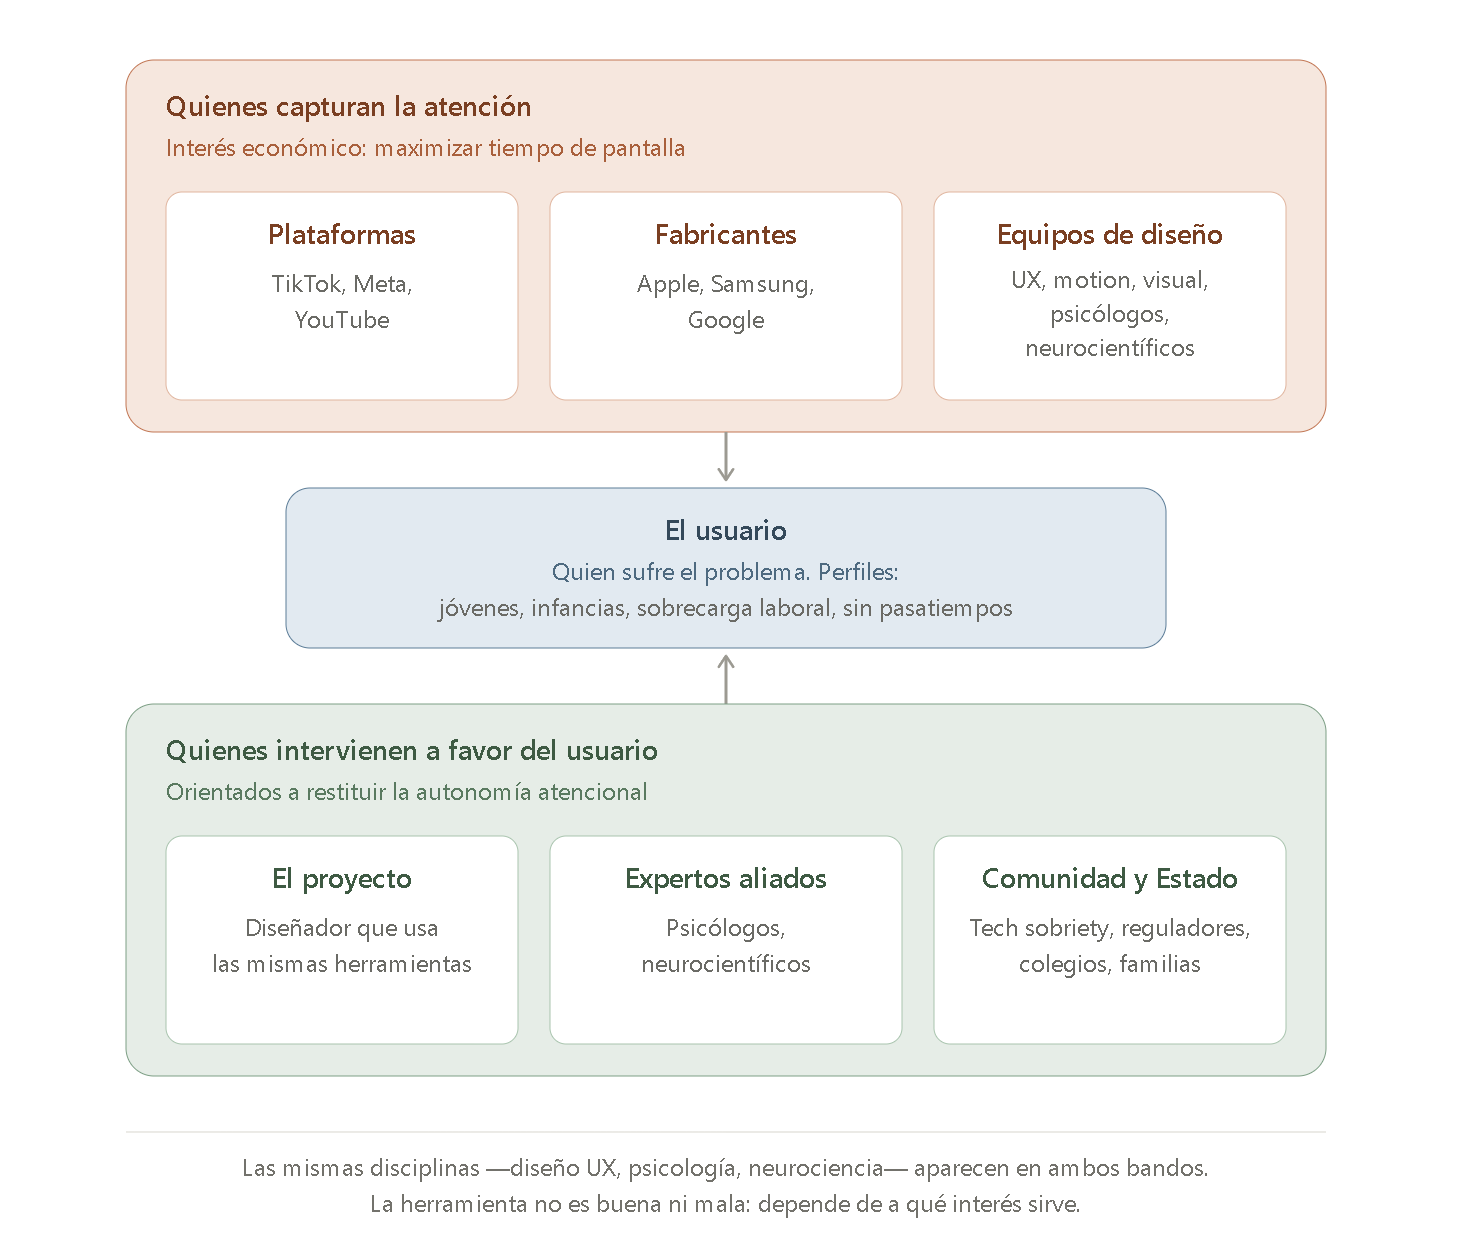 Quienes capturan la atención
Interés económico: maximizar tiempo de pantalla
Plataformas
TikTok, Meta,
YouTube
Fabricantes
Apple, Samsung,
Google
Equipos de diseño
UX, motion, visual,
psicólogos,
neurocientíficos
El usuario
Quien sufre el problema. Perfiles:
jóvenes, infancias, sobrecarga laboral, sin pasatiempos
Quienes intervienen a favor del usuario
Orientados a restituir la autonomía atencional
El proyecto
Diseñador que usa
las mismas herramientas
Expertos aliados
Psicólogos,
neurocientíficos
Comunidad y Estado
Tech sobriety, reguladores,
colegios, familias
Las mismas disciplinas —diseño UX, psicología, neurociencia— aparecen en ambos bandos.
La herramienta no es buena ni mala: depende de a qué interés sirve.